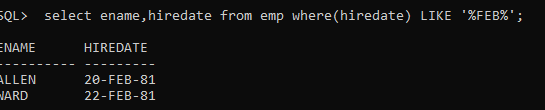 SQL> select ename,hiredate from emp where(hiredate) LIKE '%FEB%';
ENAME HIREDATE
---------- ---------
ALLEN 20-FEB-81
WARD 22-FEB-81